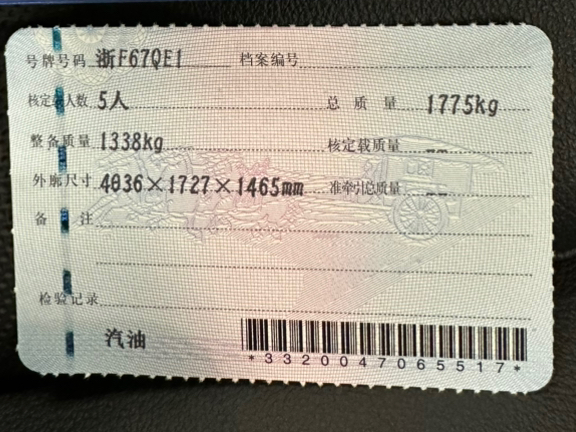 号牌号码 浙F67QE1 档案编号
核定载人数 5人 总质量 1775kg
整备质量 1338kg 核定载质量 --
外廓尺寸 4036×1727×1465mm 准牵引总质量 --
备注
检验记录
汽油
*3320047065517*